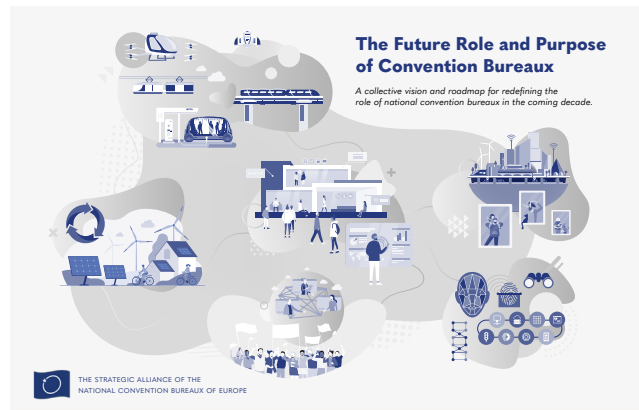 The Future Role and Purpose
of Convention Bureaux
A collective vision and roadmap for redefining the
role of national convention bureaux in the coming decade.
THE STRATEGIC ALLIANCE OF THE
NATIONAL CONVENTION BUREAUX OF EUROPE